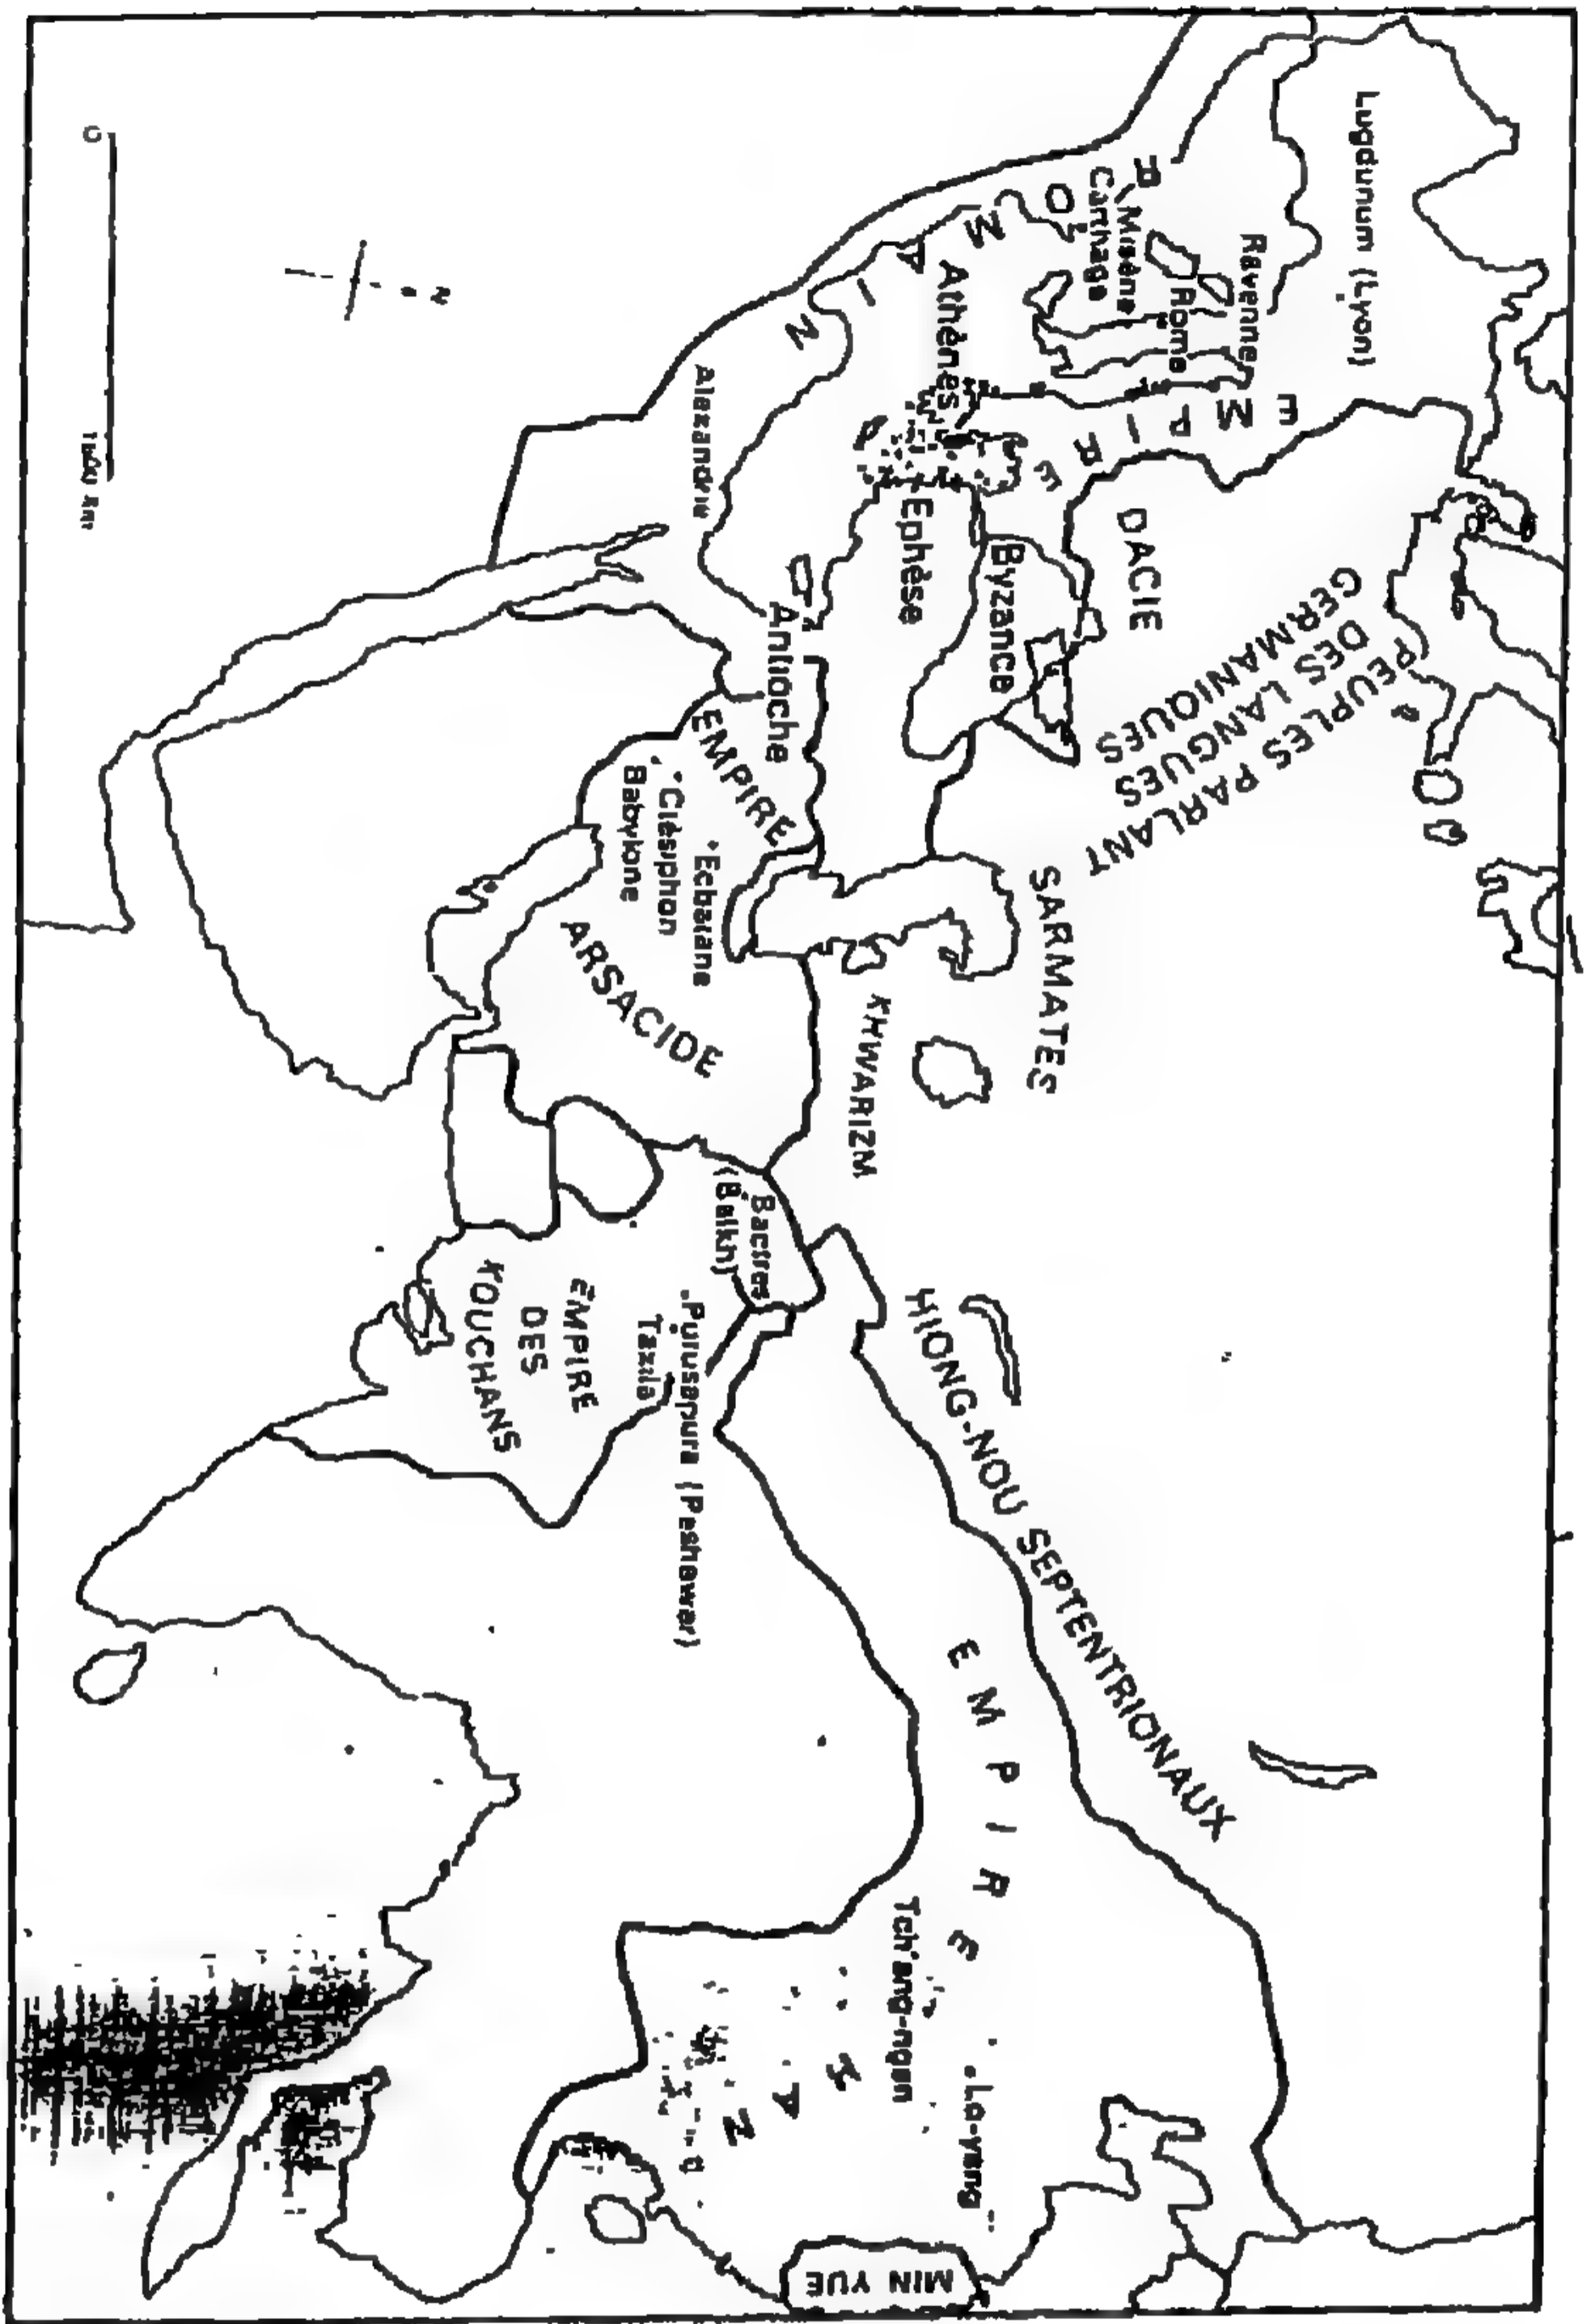 Lugdunum (Lyon)
Ravenne
Rome
Misène
Carthage
EMPIRE
ROMAIN
Athènes
DACIE
Byzance
Ephèse
Alexandrie
Antioche
PEUPLES PARLANT
DES LANGUES
GERMANIQUES
SARMATES
KHWARIZM
EMPIRE
ARSACIDE
Ecbatane
Ctésiphon
Babylone
Bactres
(Balkh)
Purusapura (Peshawar)
Taxila
EMPIRE
DES
KOUCHANS
HIONG-NOU SEPTENTRIONAUX
EMPIRE
HAN
Tch'ang-ngan
Lo-yang
MIN YUE
N
0